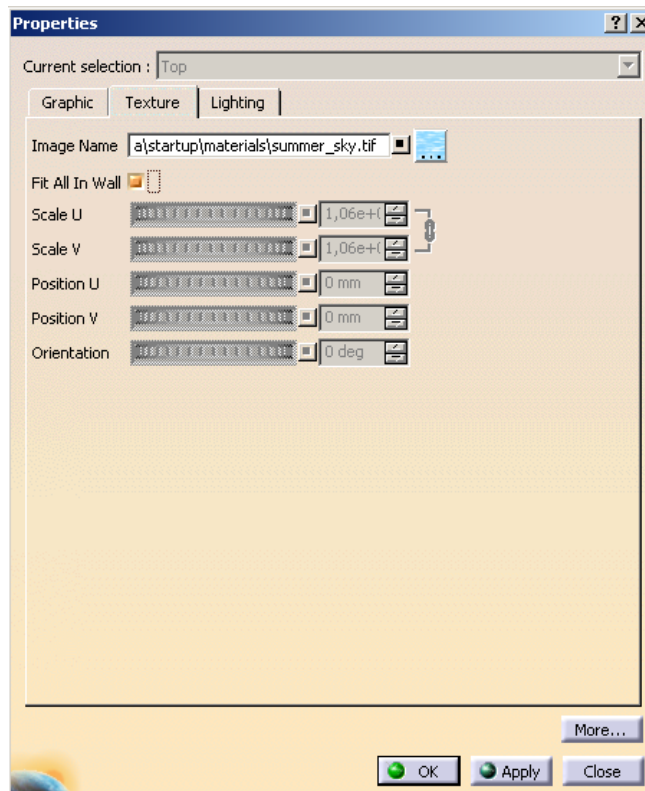 Properties
Current selection : Top
Graphic Texture Lighting
Image Name a\startup\materials\summer_sky.tif ...
Fit All In Wall
Scale U 1,06e+(
Scale V 1,06e+(
Position U 0 mm
Position V 0 mm
Orientation 0 deg
More...
OK Apply Close